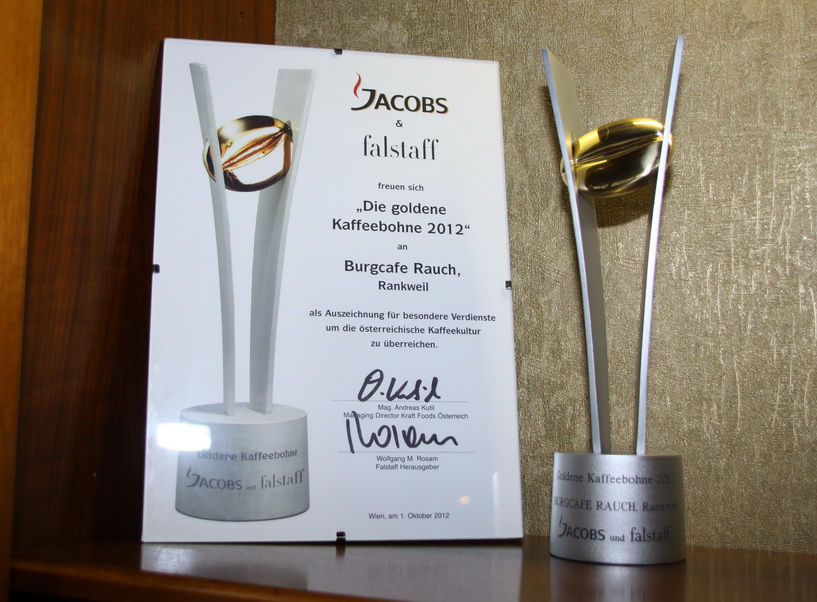 JACOBS
&
falstaff
freuen sich
„Die goldene
Kaffeebohne 2012“
an
Burgcafe Rauch,
Rankweil
als Auszeichnung für besondere Verdienste
um die österreichische Kaffeekultur
zu überreichen.
Mag. Andreas Kutil
Managing Director Kraft Foods Österreich
Wolfgang M. Rosam
Falstaff Herausgeber
Wien, am 1. Oktober 2012
Goldene Kaffeebohne
JACOBS und falstaff
Goldene Kaffeebohne 2012
BURGCAFE RAUCH, Rankweil
JACOBS und falstaff